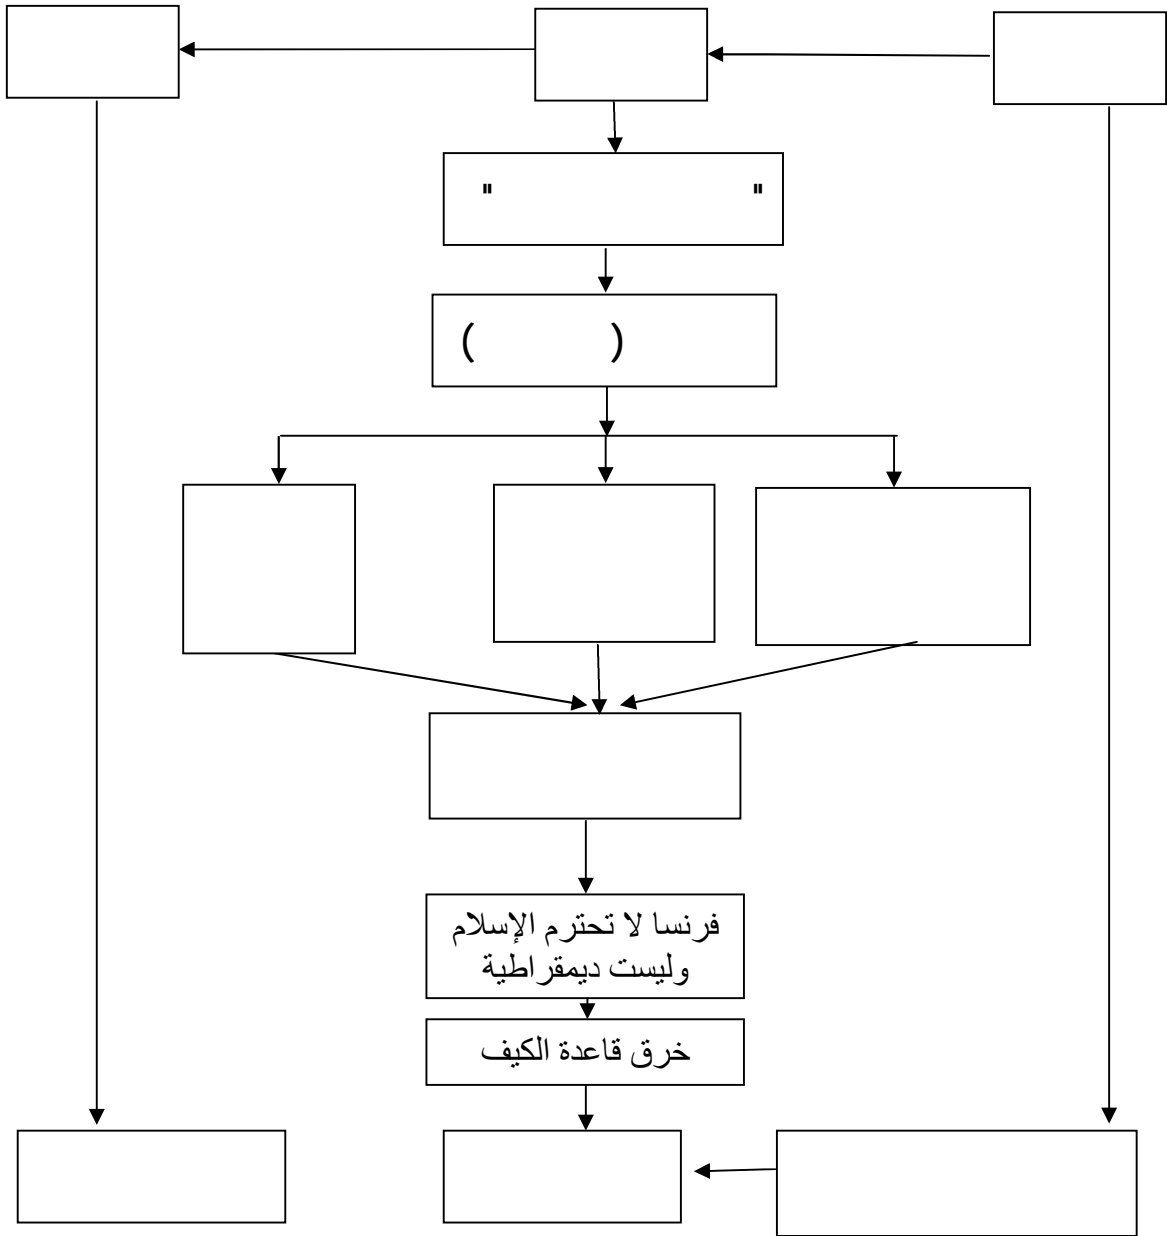 " "
( )
فرنسا لا تحترم الإسلام
وليست ديمقراطية
خرق قاعدة الكيف